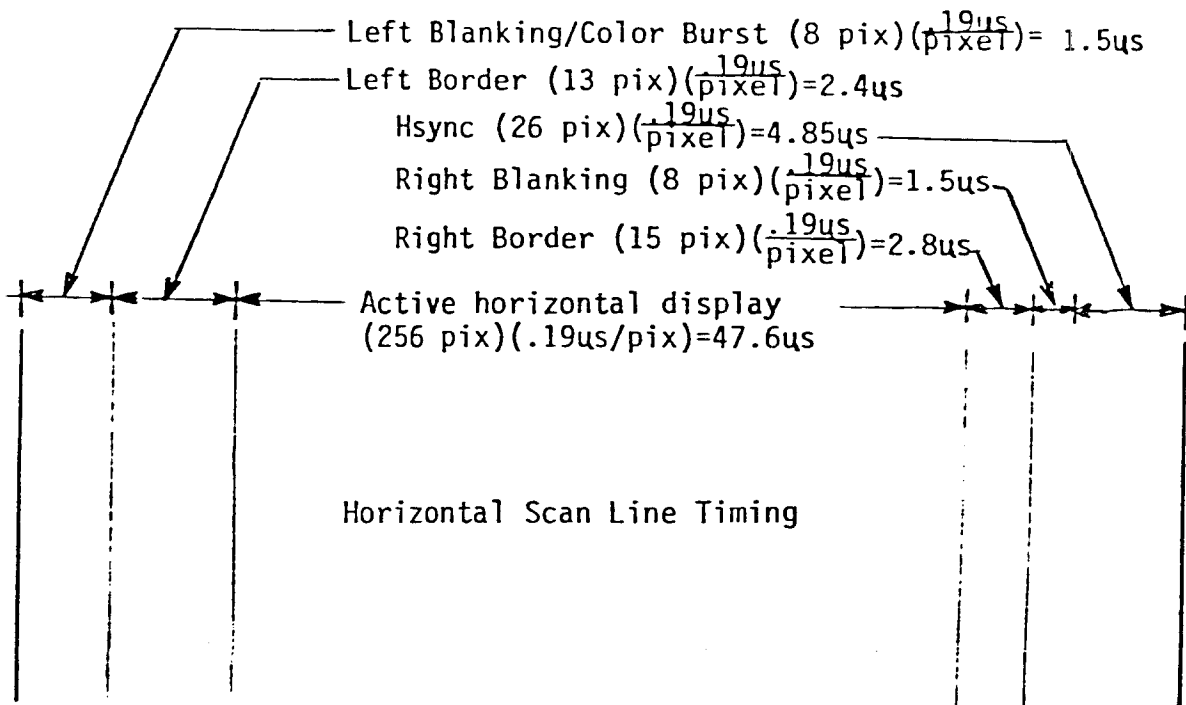 Left Blanking/Color Burst (8 pix)(.19us/pixel)= 1.5us
Left Border (13 pix)(.19us/pixel)=2.4us
Hsync (26 pix)(.19us/pixel)=4.85us
Right Blanking (8 pix)(.19us/pixel)=1.5us
Right Border (15 pix)(.19us/pixel)=2.8us
Active horizontal display
(256 pix)(.19us/pix)=47.6us
Horizontal Scan Line Timing